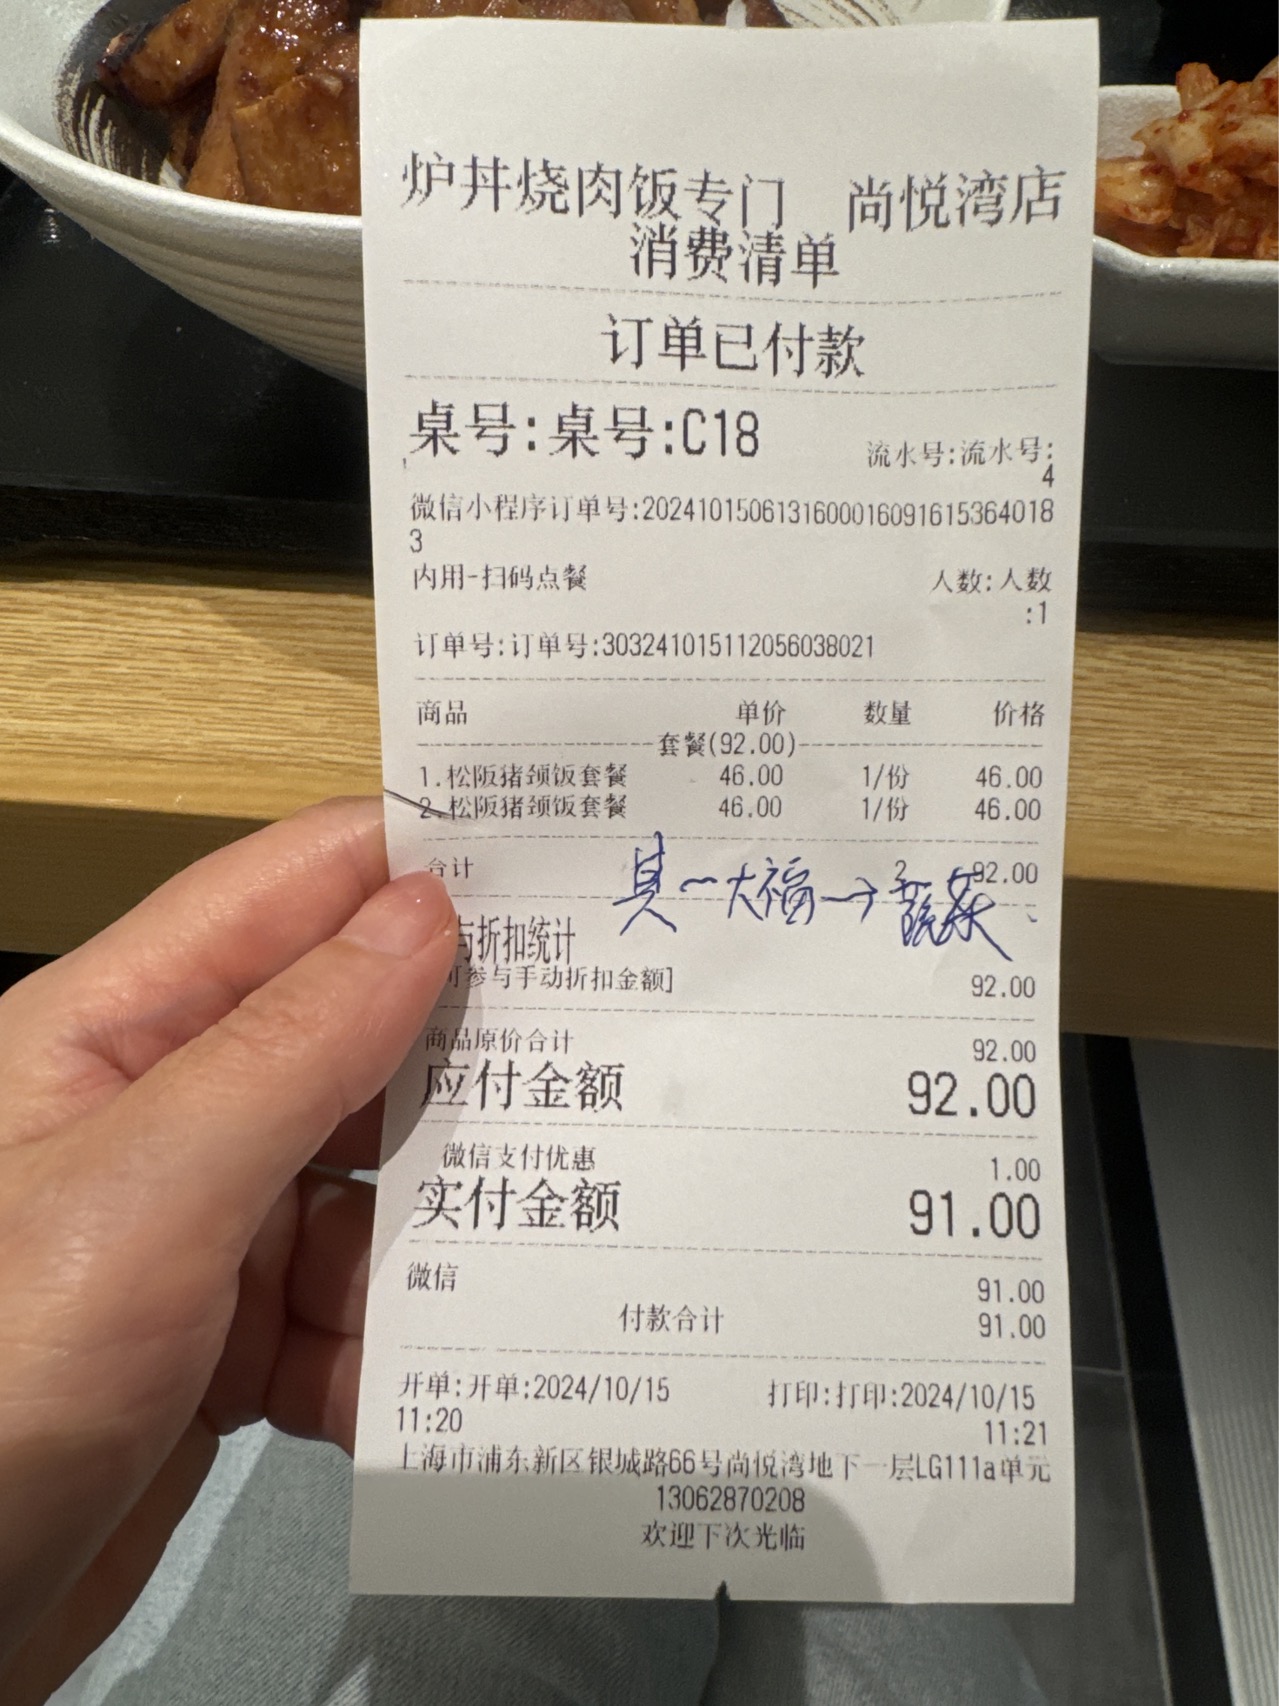 炉丼烧肉饭专门 尚悦湾店
消费清单
订单已付款
桌号:桌号:C18
流水号:流水号:
4
微信小程序订单号:2024101506131600016091615364018
3
内用-扫码点餐 人数:人数
:1
订单号:订单号:303241015112056038021
商品 单价 数量 价格
套餐(92.00)
1.松阪猪颈饭套餐 46.00 1/份 46.00
2.松阪猪颈饭套餐 46.00 1/份 46.00
合计 2 92.00
大福 → 蔬菜
与折扣统计
可参与手动折扣金额] 92.00
商品原价合计 92.00
应付金额 92.00
微信支付优惠 1.00
实付金额 91.00
微信 91.00
付款合计 91.00
开单:开单:2024/10/15 打印:打印:2024/10/15
11:20 11:21
上海市浦东新区银城路66号尚悦湾地下一层LG111a单元
13062870208
欢迎下次光临